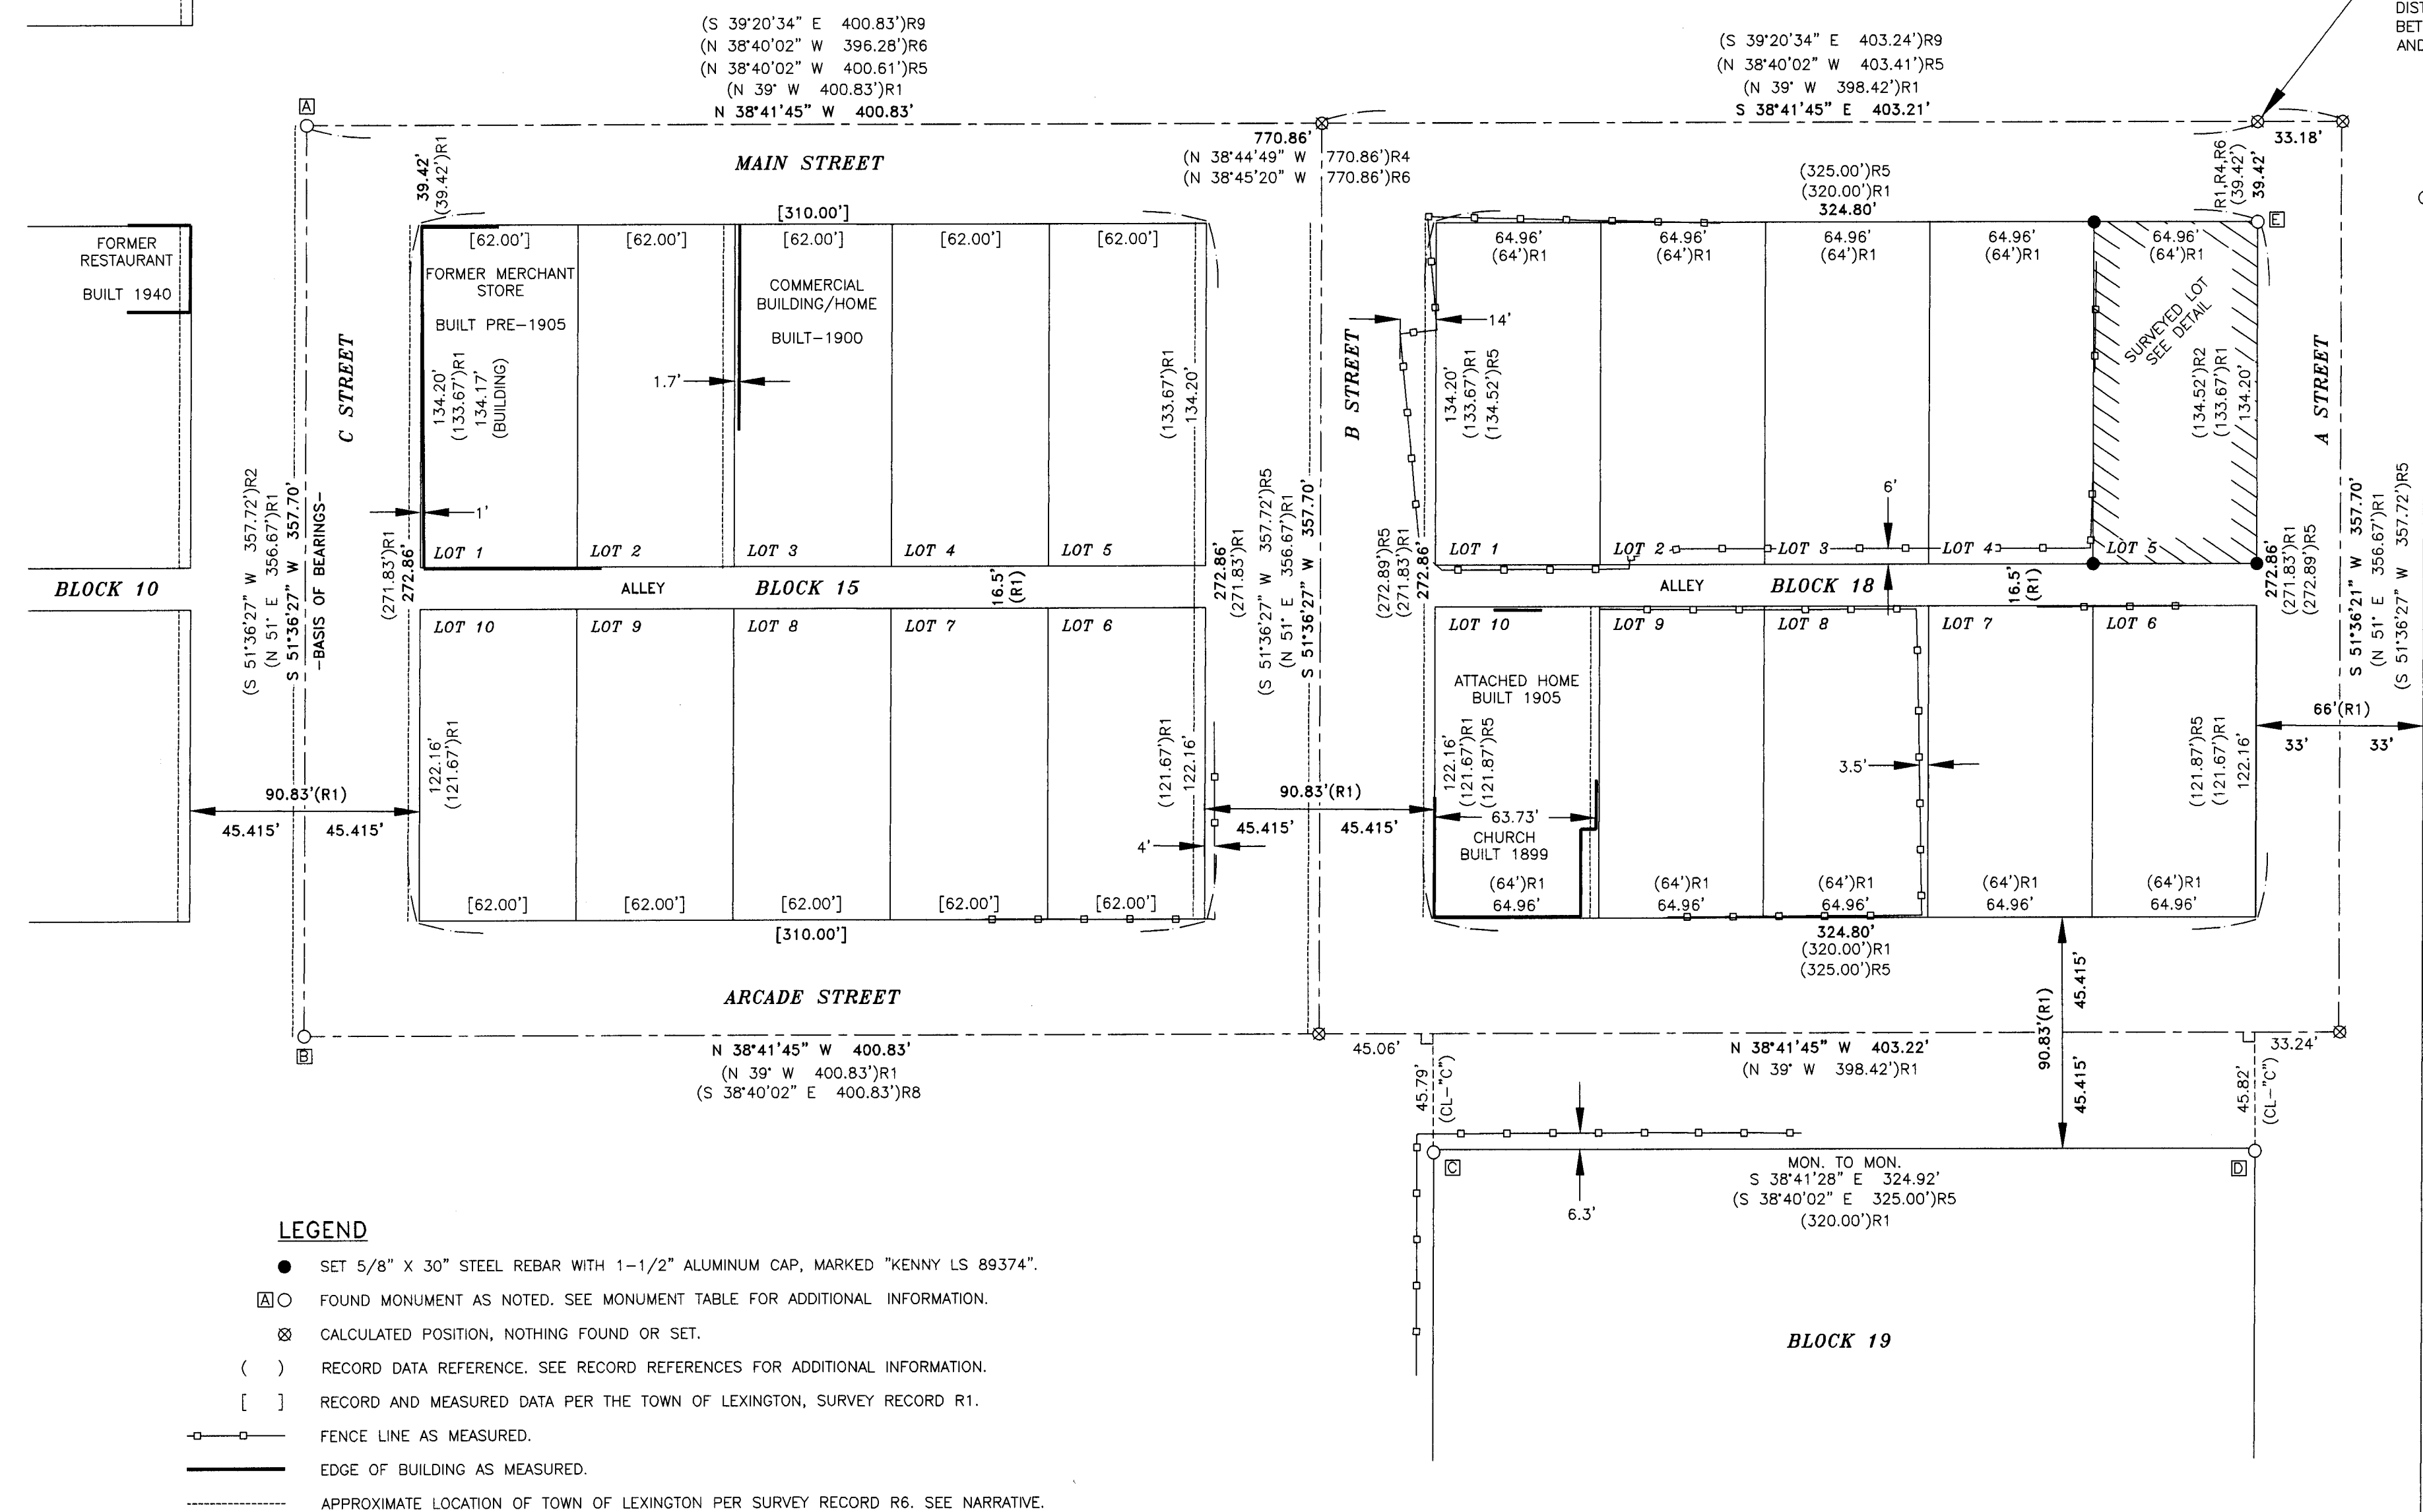 (S 39°20'34" E 400.83')R9
(N 38°40'02" W 396.28')R6
(N 38°40'02" W 400.61')R5
(N 39° W 400.83')R1
N 38°41'45" W 400.83'
(S 39°20'34" E 403.24')R9
(N 38°40'02" W 403.41')R5
(N 39° W 398.42')R1
S 38°41'45" E 403.21'
DIST
BET
AND
A
MAIN STREET
770.86'
(N 38°44'49" W 770.86')R4
(N 38°45'20" W 770.86')R6
33.18'
39.42'
(39.42')R1
(325.00')R5
(320.00')R1
324.80'
R1,R4,R6
(39.42')
39.42'
E
[310.00']
FORMER
RESTAURANT
BUILT 1940
[62.00']
[62.00']
[62.00']
[62.00']
[62.00']
FORMER MERCHANT
STORE
BUILT PRE-1905
COMMERCIAL
BUILDING/HOME
BUILT-1900
64.96'
(64')R1
64.96'
(64')R1
64.96'
(64')R1
64.96'
(64')R1
64.96'
(64')R1
SURVEYED LOT
SEE DETAIL
C STREET
134.20'
(133.67')R1
134.17'
(BUILDING)
1.7'
(133.67')R1
134.20'
B STREET
14'
134.20'
(133.67')R1
(134.52')R5
(134.52')R2
(133.67')R1
134.20'
A STREET
(S 51°36'27" W 357.72')R2
(N 51° E 356.67')R1
S 51°36'27" W 357.70'
-BASIS OF BEARINGS-
(271.83')R1
272.86'
1'
272.86'
(271.83')R1
(S 51°36'27" W 357.72')R5
(N 51° E 356.67')R1
S 51°36'27" W 357.70'
(272.89')R5
(271.83')R1
272.86'
6'
272.86'
(271.83')R1
(272.89')R5
S 51°36'21" W 357.70'
(N 51° E 356.67')R1
(S 51°36'27" W 357.72')R5
LOT 1
LOT 2
LOT 3
LOT 4
LOT 5
LOT 1
LOT 2
LOT 3
LOT 4
LOT 5
BLOCK 10
ALLEY
BLOCK 15
16.5'
(R1)
ALLEY
BLOCK 18
16.5'
(R1)
LOT 10
LOT 9
LOT 8
LOT 7
LOT 6
LOT 10
LOT 9
LOT 8
LOT 7
LOT 6
ATTACHED HOME
BUILT 1905
66'(R1)
33'
33'
122.16'
(121.67')R1
(121.67')R1
122.16'
122.16'
(121.67')R1
(121.87')R5
3.5'
(121.87')R5
(121.67')R1
122.16'
90.83'(R1)
45.415'
45.415'
90.83'(R1)
45.415'
45.415'
63.73'
CHURCH
BUILT 1899
4'
[62.00']
[62.00']
[62.00']
[62.00']
[62.00']
[310.00']
(64')R1
64.96'
(64')R1
64.96'
(64')R1
64.96'
(64')R1
64.96'
(64')R1
64.96'
324.80'
(320.00')R1
(325.00')R5
ARCADE STREET
90.83'(R1)
45.415'
45.415'
B
N 38°41'45" W 400.83'
(N 39° W 400.83')R1
(S 38°40'02" E 400.83')R8
45.06'
N 38°41'45" W 403.22'
(N 39° W 398.42')R1
33.24'
45.79'
(CL-"C")
45.82'
(CL-"C")
C
D
6.3'
MON. TO MON.
S 38°41'28" E 324.92'
(S 38°40'02" E 325.00')R5
(320.00')R1
BLOCK 19
LEGEND
SET 5/8" X 30" STEEL REBAR WITH 1-1/2" ALUMINUM CAP, MARKED "KENNY LS 89374".
A FOUND MONUMENT AS NOTED. SEE MONUMENT TABLE FOR ADDITIONAL INFORMATION.
CALCULATED POSITION, NOTHING FOUND OR SET.
( ) RECORD DATA REFERENCE. SEE RECORD REFERENCES FOR ADDITIONAL INFORMATION.
[ ] RECORD AND MEASURED DATA PER THE TOWN OF LEXINGTON, SURVEY RECORD R1.
FENCE LINE AS MEASURED.
EDGE OF BUILDING AS MEASURED.
APPROXIMATE LOCATION OF TOWN OF LEXINGTON PER SURVEY RECORD R6. SEE NARRATIVE.